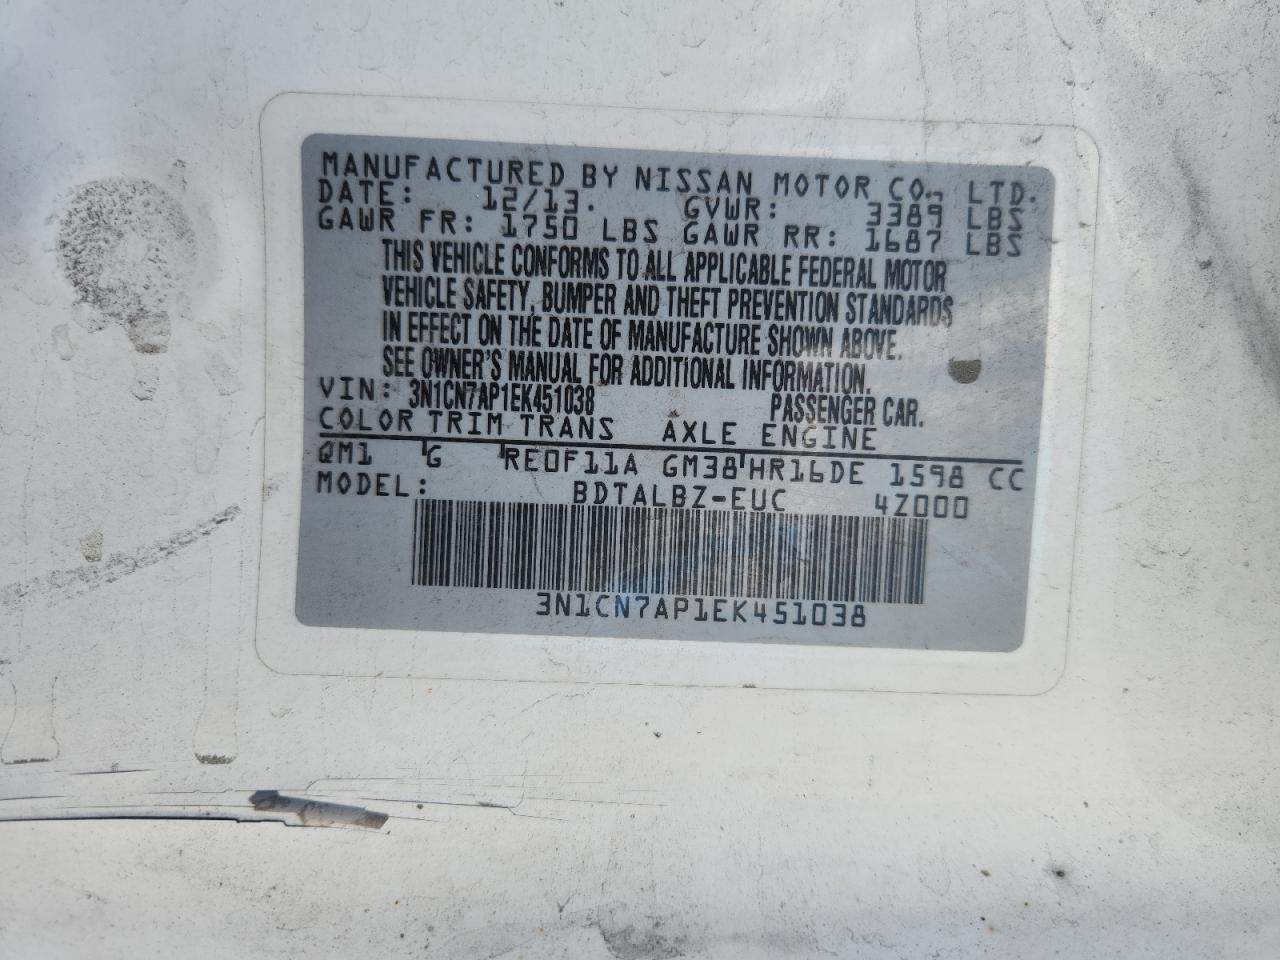 MANUFACTURED BY NISSAN MOTOR CO., LTD.
DATE: 12/13. GVWR: 3389 LBS
GAWR FR: 1750 LBS GAWR RR: 1687 LBS
THIS VEHICLE CONFORMS TO ALL APPLICABLE FEDERAL MOTOR
VEHICLE SAFETY, BUMPER AND THEFT PREVENTION STANDARDS
IN EFFECT ON THE DATE OF MANUFACTURE SHOWN ABOVE.
SEE OWNER'S MANUAL FOR ADDITIONAL INFORMATION.
VIN: 3N1CN7AP1EK451038 PASSENGER CAR.
COLOR TRIM TRANS AXLE ENGINE
QM1 G RE0F11A GM38 HR16DE 1598 CC
MODEL: BDTALBZ-EUC 4Z000
3N1CN7AP1EK451038